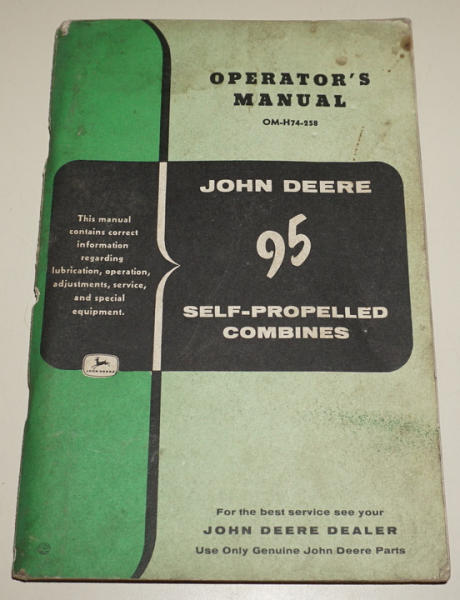 OPERATOR'S
MANUAL
OM-H74-258
JOHN DEERE
95
SELF-PROPELLED
COMBINES
This manual
contains correct
information
regarding
lubrication, operation,
adjustments, service,
and special
equipment.
JOHN DEERE
For the best service see your
JOHN DEERE DEALER
Use Only Genuine John Deere Parts